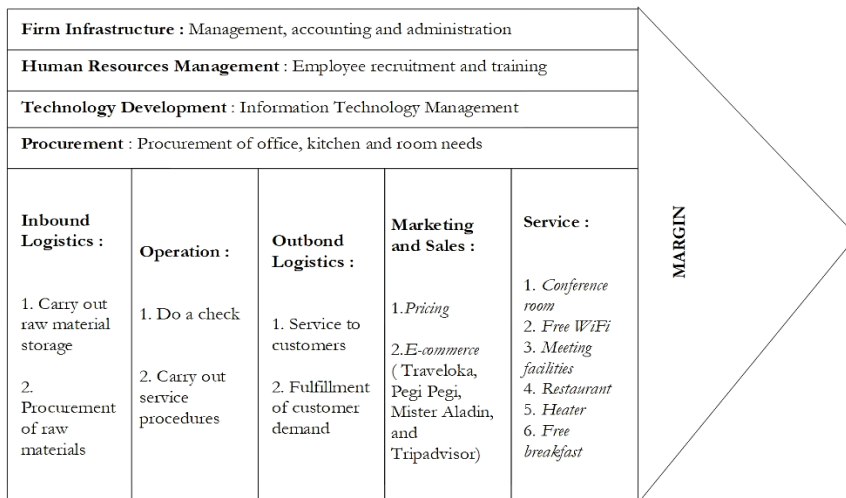 Firm Infrastructure : Management, accounting and administration
Human Resources Management : Employee recruitment and training
Technology Development : Information Technology Management
Procurement : Procurement of office, kitchen and room needs
Inbound
Logistics :
1. Carry out
raw material
storage
2.
Procurement
of raw
materials
Operation :
1. Do a check
2. Carry out
service
procedures
Outbond
Logistics :
1. Service to
customers
2. Fulfillment
of customer
demand
Marketing
and Sales :
1.Pricing
2.E-commerce
( Traveloka,
Pegi Pegi,
Mister Aladin,
and
Tripadvisor)
Service :
1. Conference
room
2. Free WiFi
3. Meeting
facilities
4. Restaurant
5. Heater
6. Free
breakfast
MARGIN